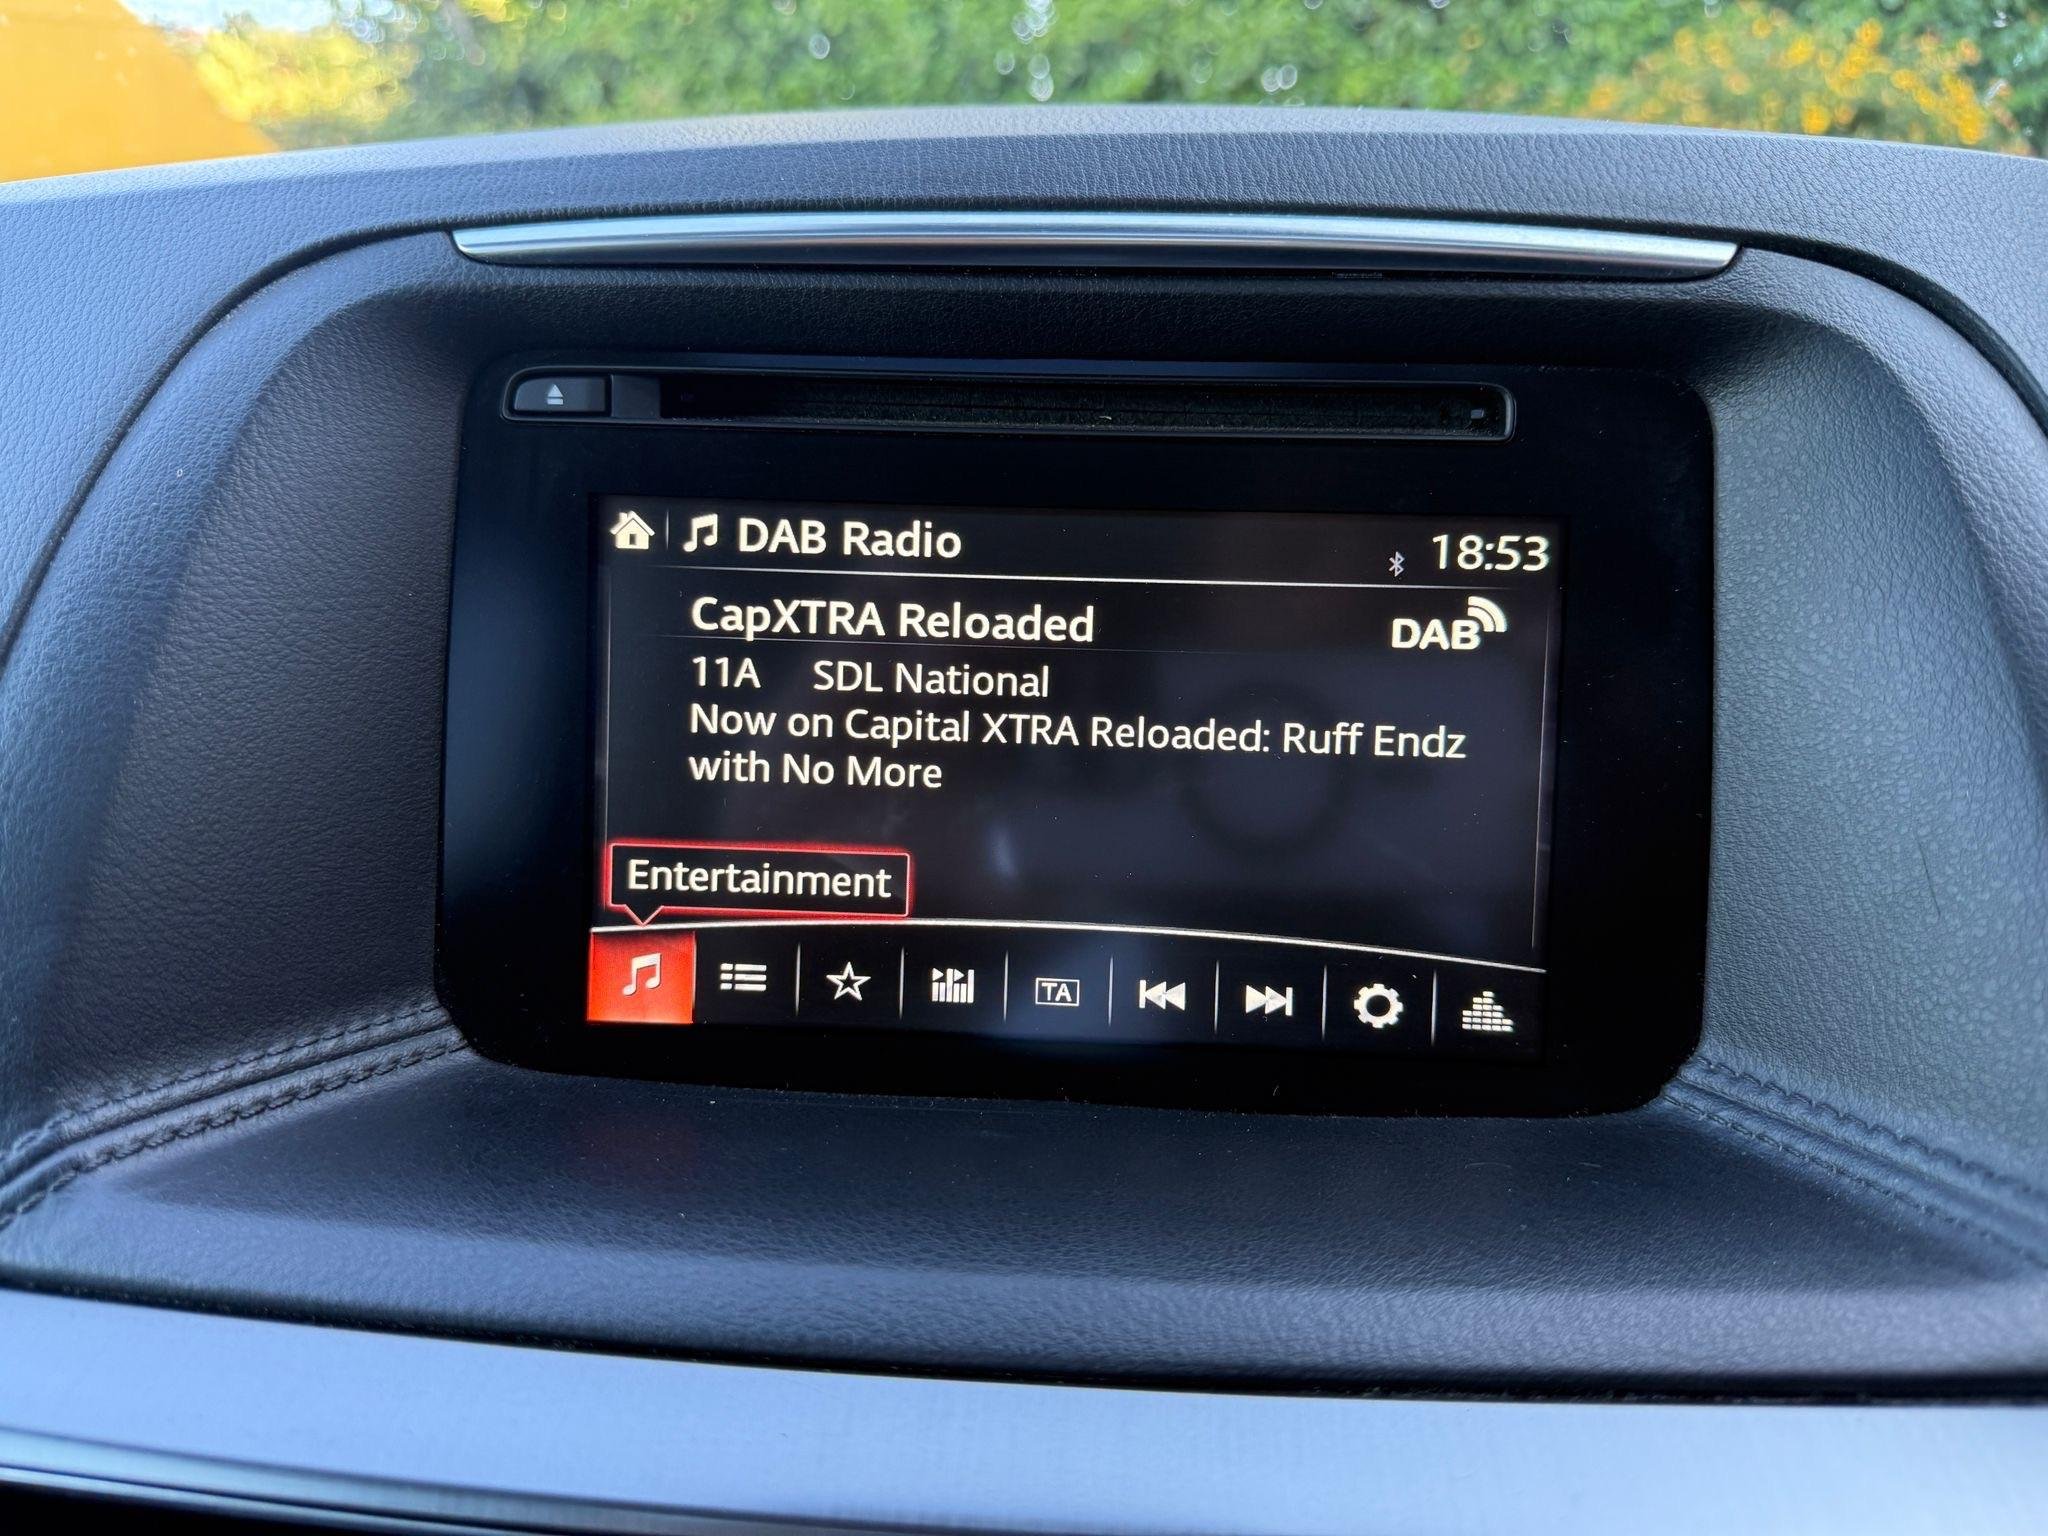 DAB Radio 18:53
CapXTRA Reloaded DAB
11A SDL National
Now on Capital XTRA Reloaded: Ruff Endz
with No More
Entertainment
TA